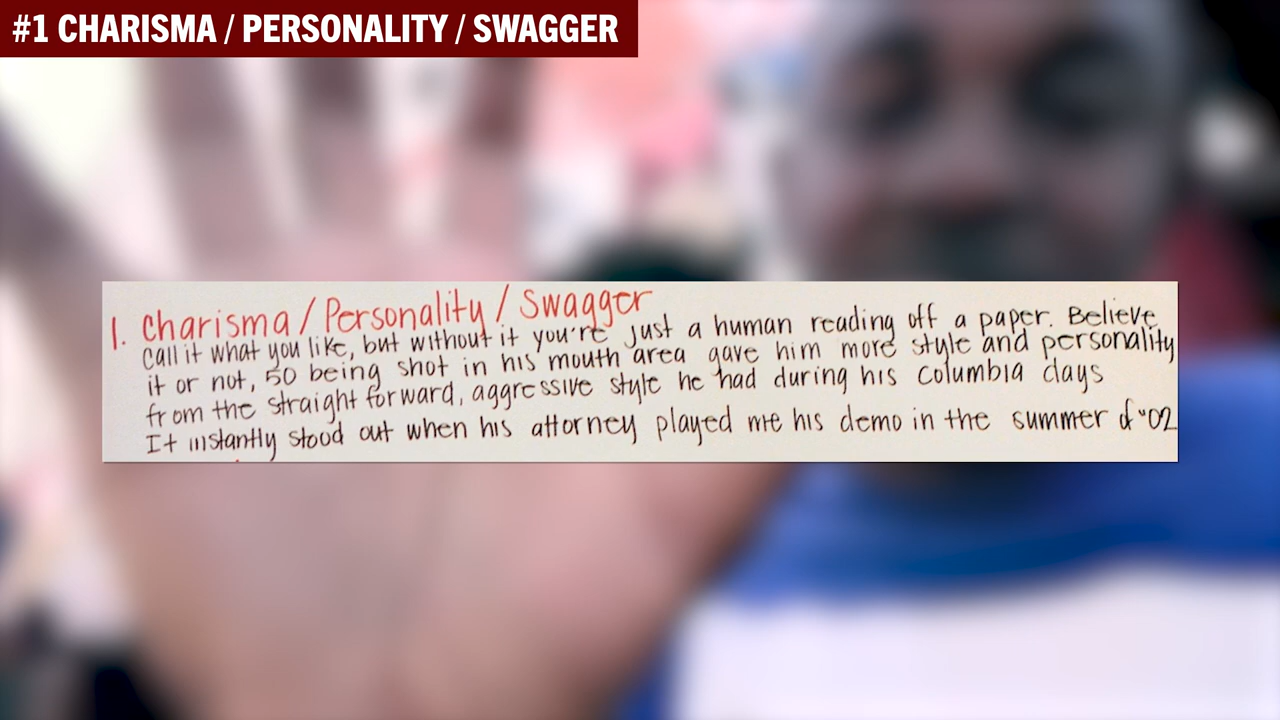 #1 CHARISMA / PERSONALITY / SWAGGER
1. Charisma / Personality / Swagger
Call it what you like, but without it you're just a human reading off a paper. Believe
it or not, 50 being shot in his mouth area gave him more style and personality
from the straight forward, aggressive style he had during his Columbia days
It instantly stood out when his attorney played me his demo in the summer of "02